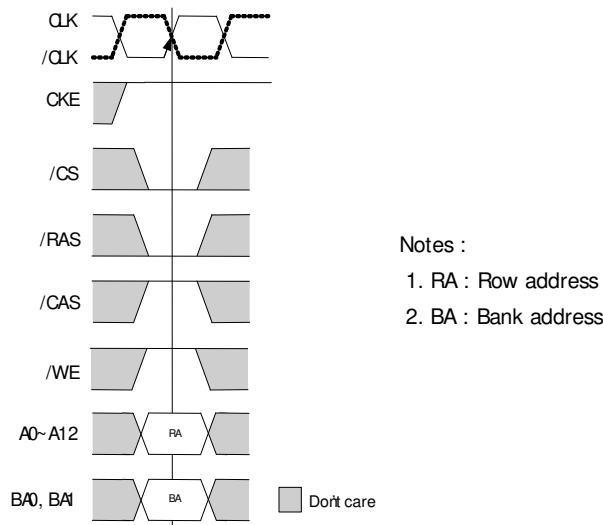 CLK
/CLK
CKE
/CS
/RAS
/CAS
/WE
A0~A12
RA
BA0, BA1
BA
Don't care
Notes :
1. RA : Row address
2. BA : Bank address